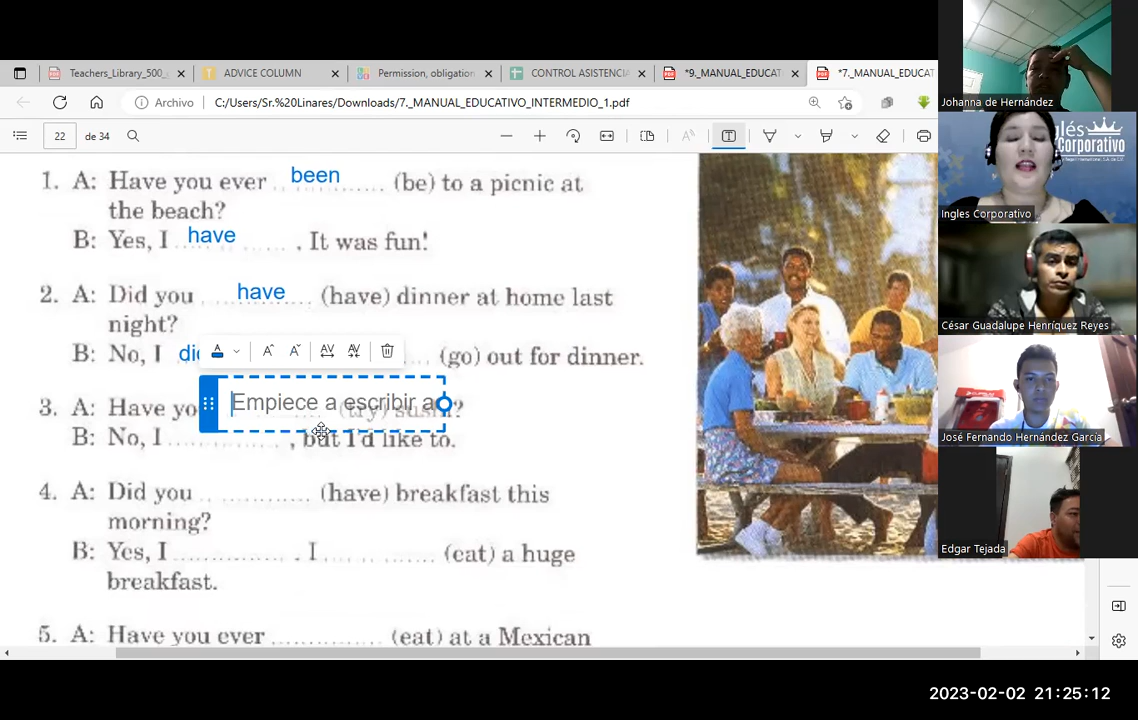 Teachers_Library_500_
ADVICE COLUMN
Permission, obligation
CONTROL ASISTENCIA
*9._MANUAL_EDUCAT
*7._MANUAL_EDUCAT
Archivo C:/Users/Sr.%20Linares/Downloads/7._MANUAL_EDUCATIVO_INTERMEDIO_1.pdf
22 de 34
1. A: Have you ever been (be) to a picnic at
the beach?
B: Yes, I have . It was fun!
2. A: Did you have (have) dinner at home last
night?
B: No, I (go) out for dinner.
Empiece a escribir a
3. A: Have (try) sushi?
B: No, I , but I'd like to.
4. A: Did you (have) breakfast this
morning?
B: Yes, I . I (eat) a huge
breakfast.
5. A: Have you ever (eat) at a Mexican
Johanna de Hernández
Corporativo
Ingles Corporativo
César Guadalupe Henríquez Reyes
José Fernando Hernández García
Edgar Tejada
2023-02-02 21:25:12